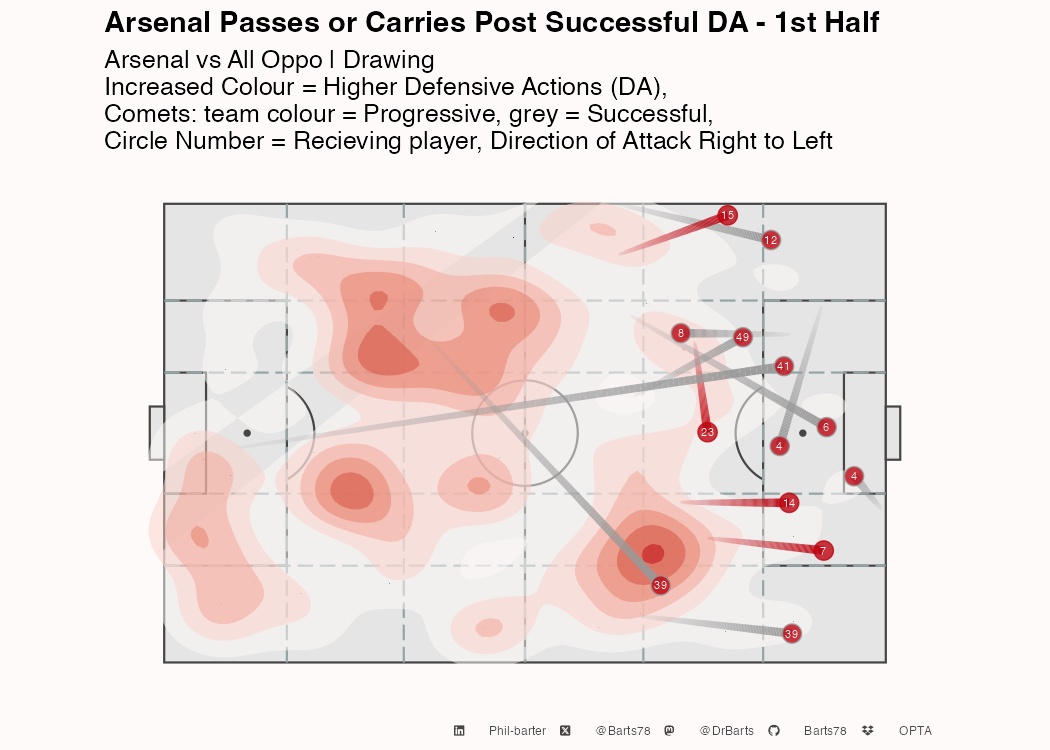 Arsenal Passes or Carries Post Successful DA - 1st Half
Arsenal vs All Oppo | Drawing
Increased Colour = Higher Defensive Actions (DA),
Comets: team colour = Progressive, grey = Successful,
Circle Number = Recieving player, Direction of Attack Right to Left
15
12
8
49
41
6
23
4
4
14
7
39
39
Phil-barter @Barts78 @DrBarts Barts78 OPTA